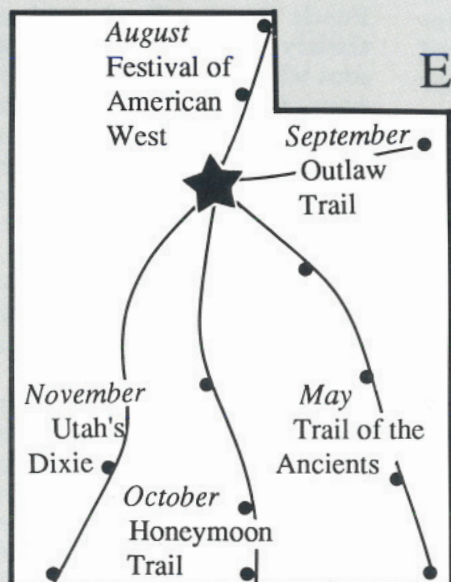 August
Festival of
American
West
E
September
Outlaw
Trail
November
Utah's
Dixie
May
Trail of the
Ancients
October
Honeymoon
Trail